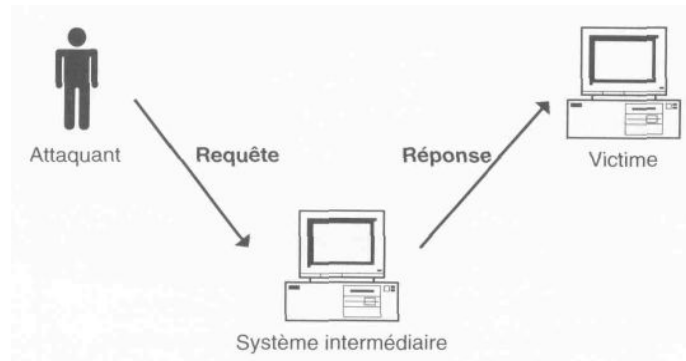 Attaquant
Requête
Réponse
Victime
Système intermédiaire